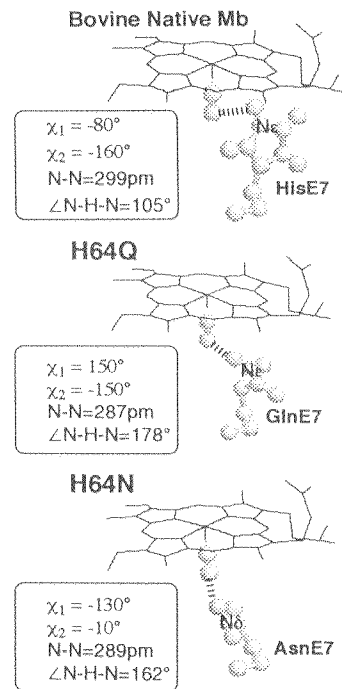 Bovine Native Mb
Nε
χ1 = -80°
χ2 = -160°
N-N=299pm
∠N-H-N=105°
HisE7
H64Q
Nε
χ1 = 150°
χ2 = -150°
N-N=287pm
∠N-H-N=178°
GlnE7
H64N
Nδ
χ1 = -130°
χ2 = -10°
N-N=289pm
∠N-H-N=162°
AsnE7